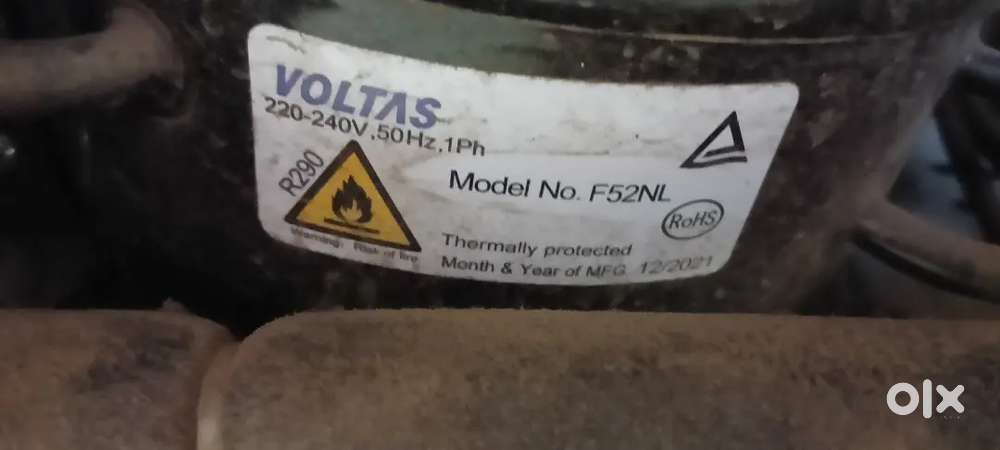 VOLTAS
220-240V,50Hz,1Ph
R290
Model No. F52NL
RoHS
Warning: Risk of fire
Thermally protected
Month & Year of MFG. 12/2021
olx